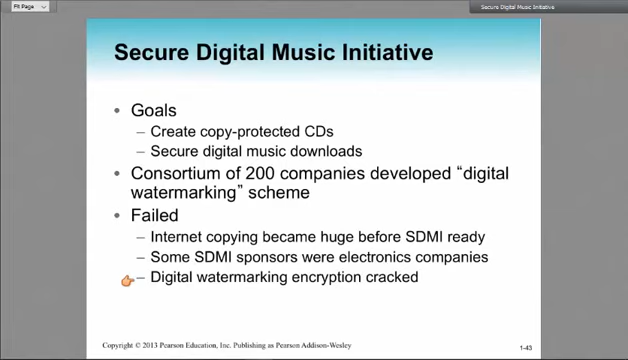 Fit Page
Secure Digital Music Initiative
Secure Digital Music Initiative
• Goals
– Create copy-protected CDs
– Secure digital music downloads
• Consortium of 200 companies developed “digital
watermarking” scheme
• Failed
– Internet copying became huge before SDMI ready
– Some SDMI sponsors were electronics companies
– Digital watermarking encryption cracked
Copyright © 2013 Pearson Education, Inc. Publishing as Pearson Addison-Wesley
1-43